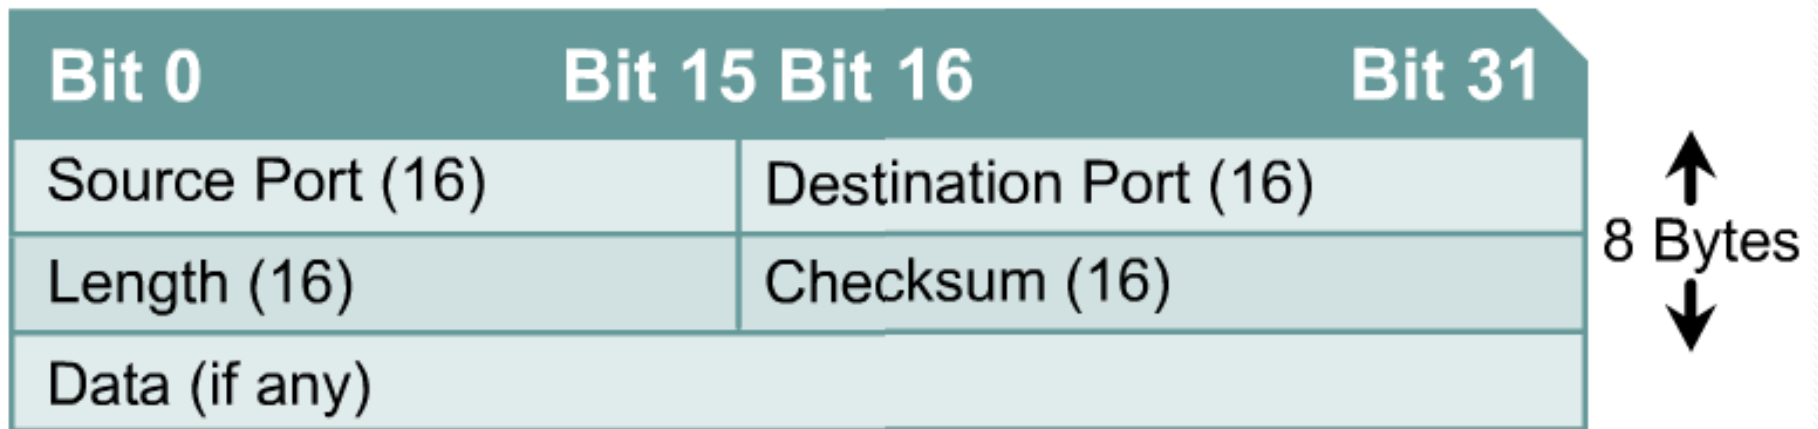 Bit 0 Bit 15 Bit 16 Bit 31
Source Port (16) Destination Port (16)
Length (16) Checksum (16)
8 Bytes
Data (if any)